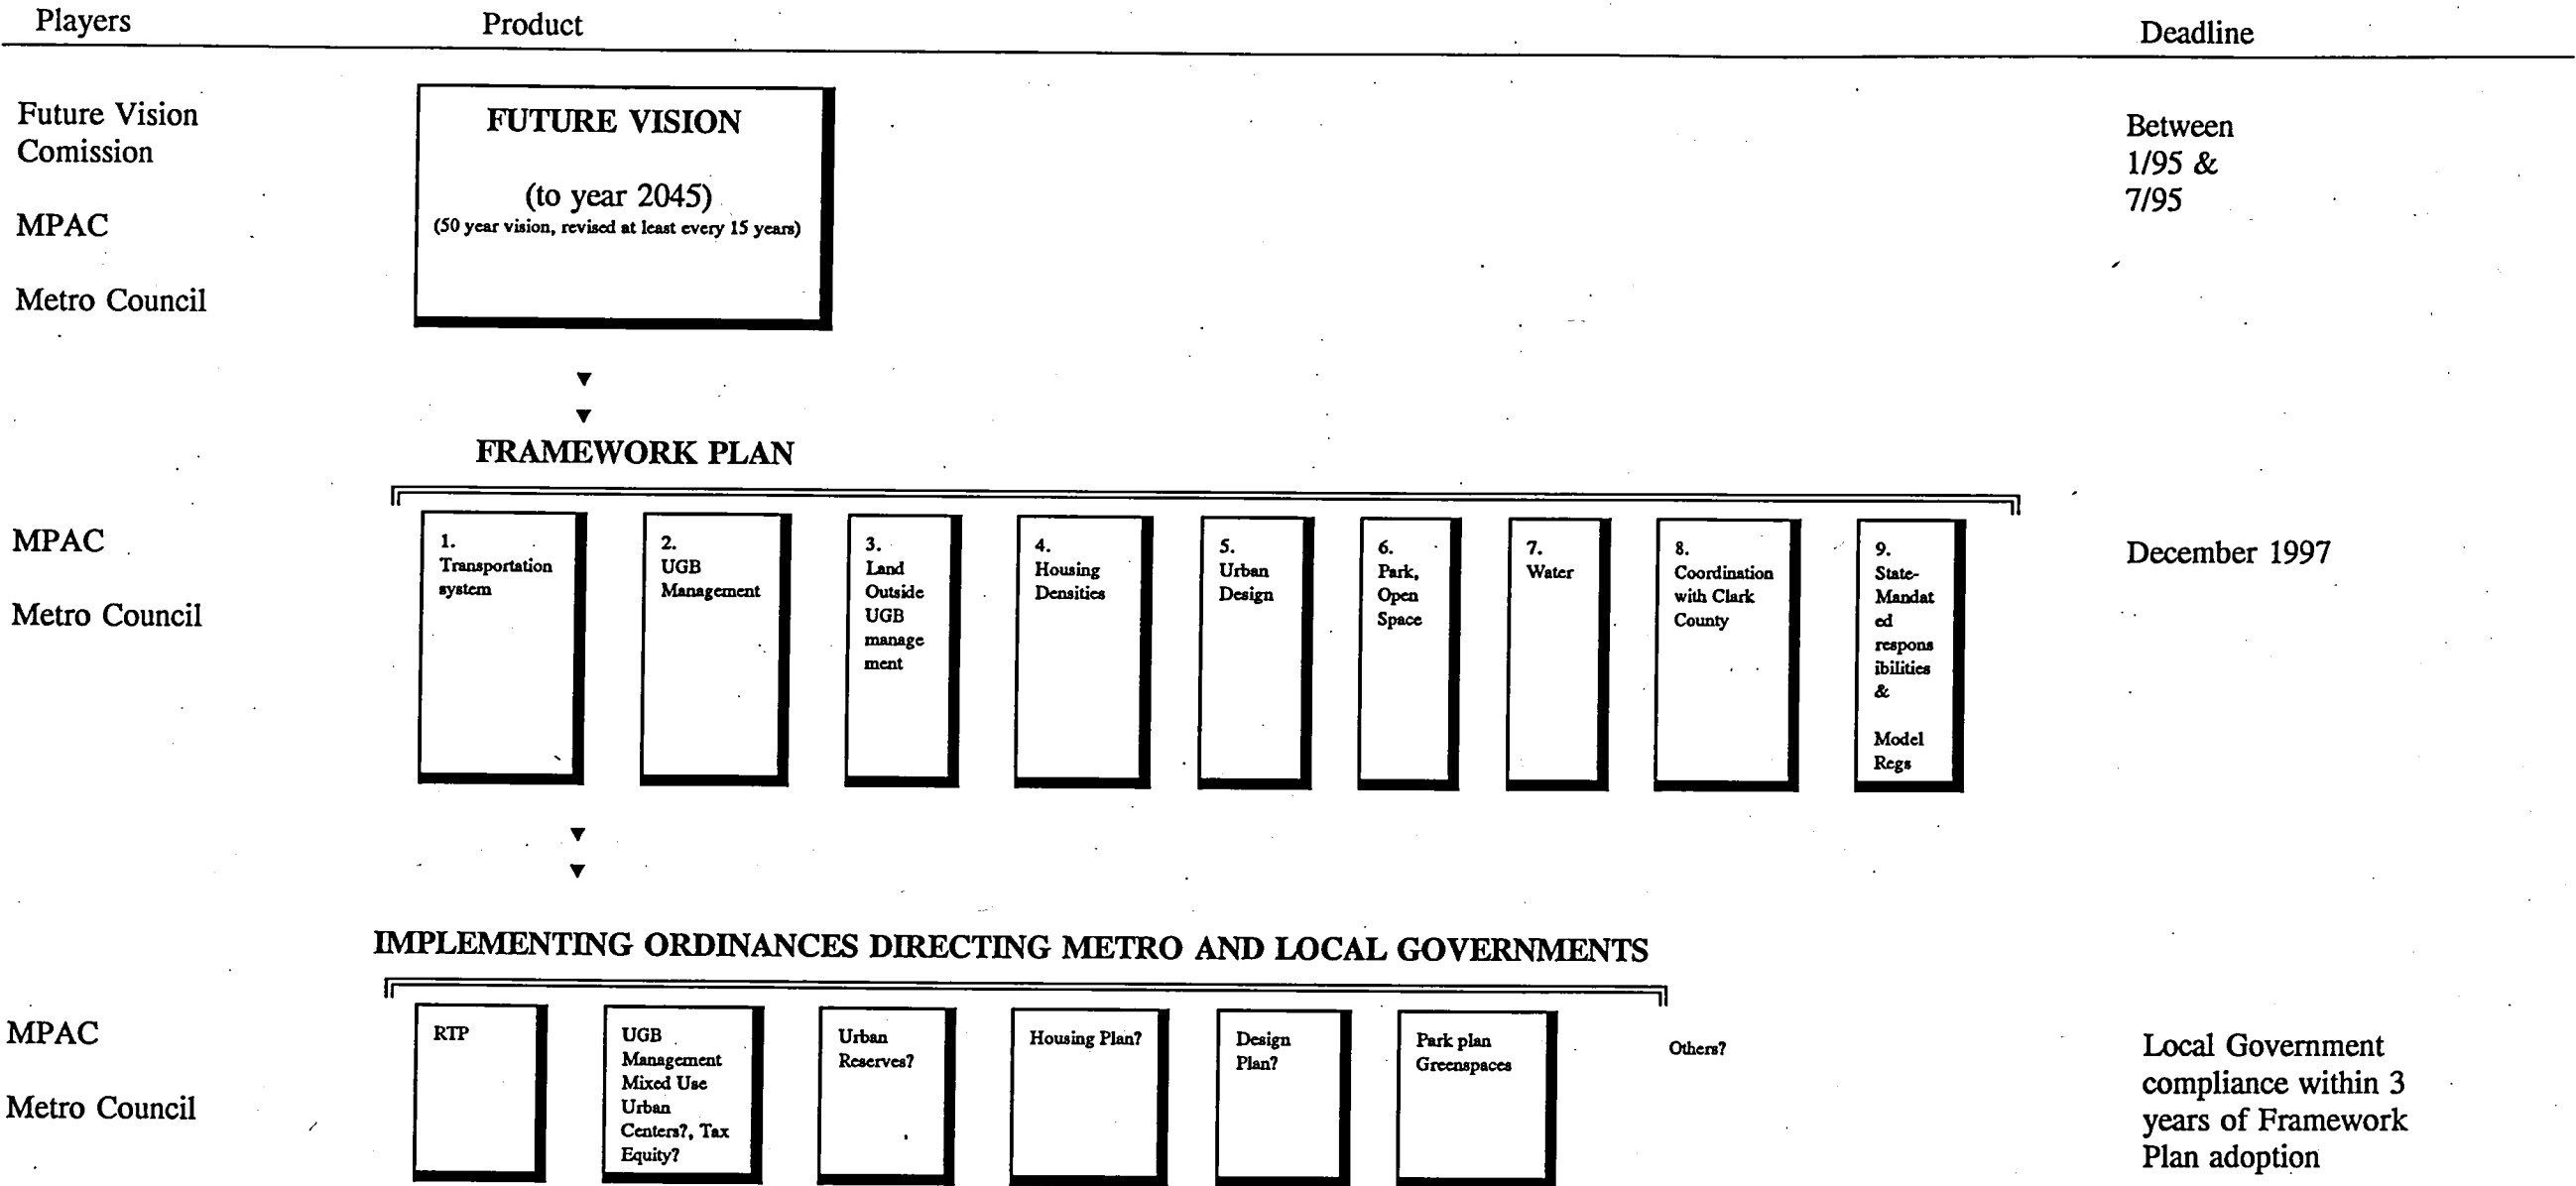 Players
Product
Deadline
Future Vision
Comission
MPAC
Metro Council
FUTURE VISION
(to year 2045)
(50 year vision, revised at least every 15 years)
Between
1/95 &
7/95
FRAMEWORK PLAN
MPAC
Metro Council
1.
Transportation
system
2.
UGB
Management
3.
Land
Outside
UGB
manage
ment
4.
Housing
Densities
5.
Urban
Design
6.
Park,
Open
Space
7.
Water
8.
Coordination
with Clark
County
9.
State-
Mandat
ed
respons
ibilities
&
Model
Regs
December 1997
IMPLEMENTING ORDINANCES DIRECTING METRO AND LOCAL GOVERNMENTS
MPAC
Metro Council
RTP
UGB
Management
Mixed Use
Urban
Centers?, Tax
Equity?
Urban
Reserves?
Housing Plan?
Design
Plan?
Park plan
Greenspaces
Others?
Local Government
compliance within 3
years of Framework
Plan adoption